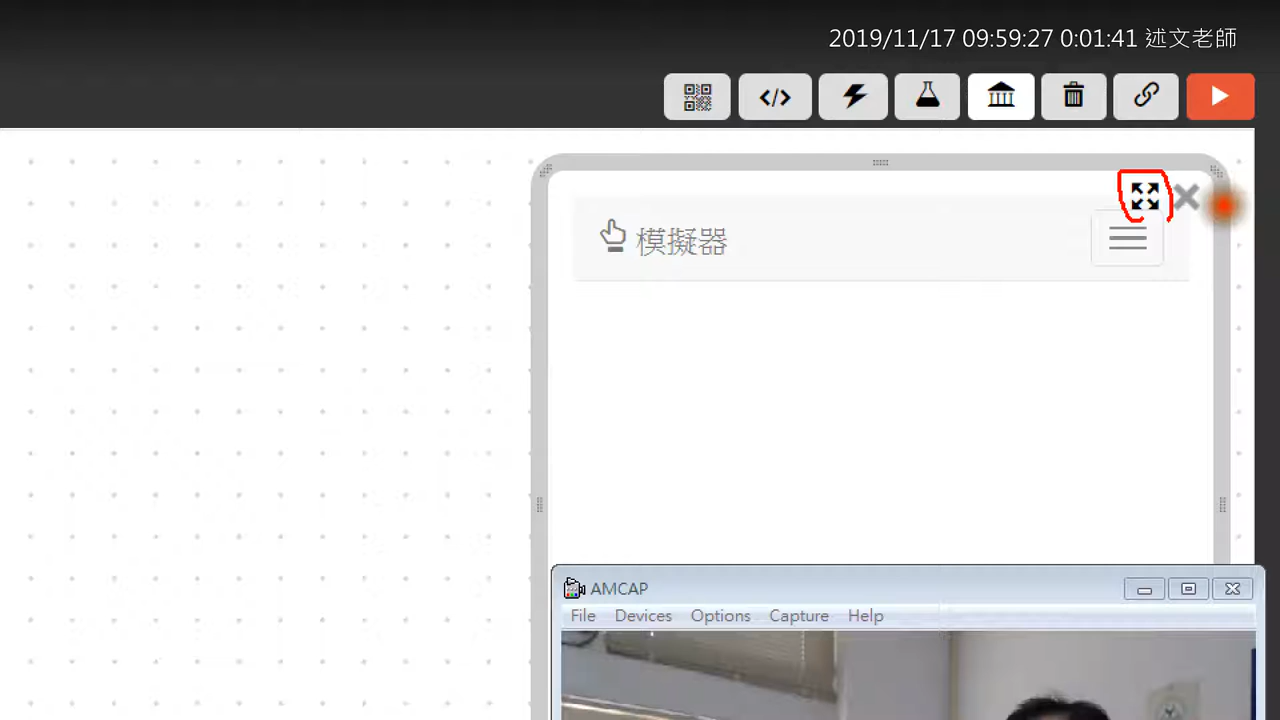 2019/11/17 09:59:27 0:01:41 述文老師
</>
模擬器
AMCAP
File Devices Options Capture Help